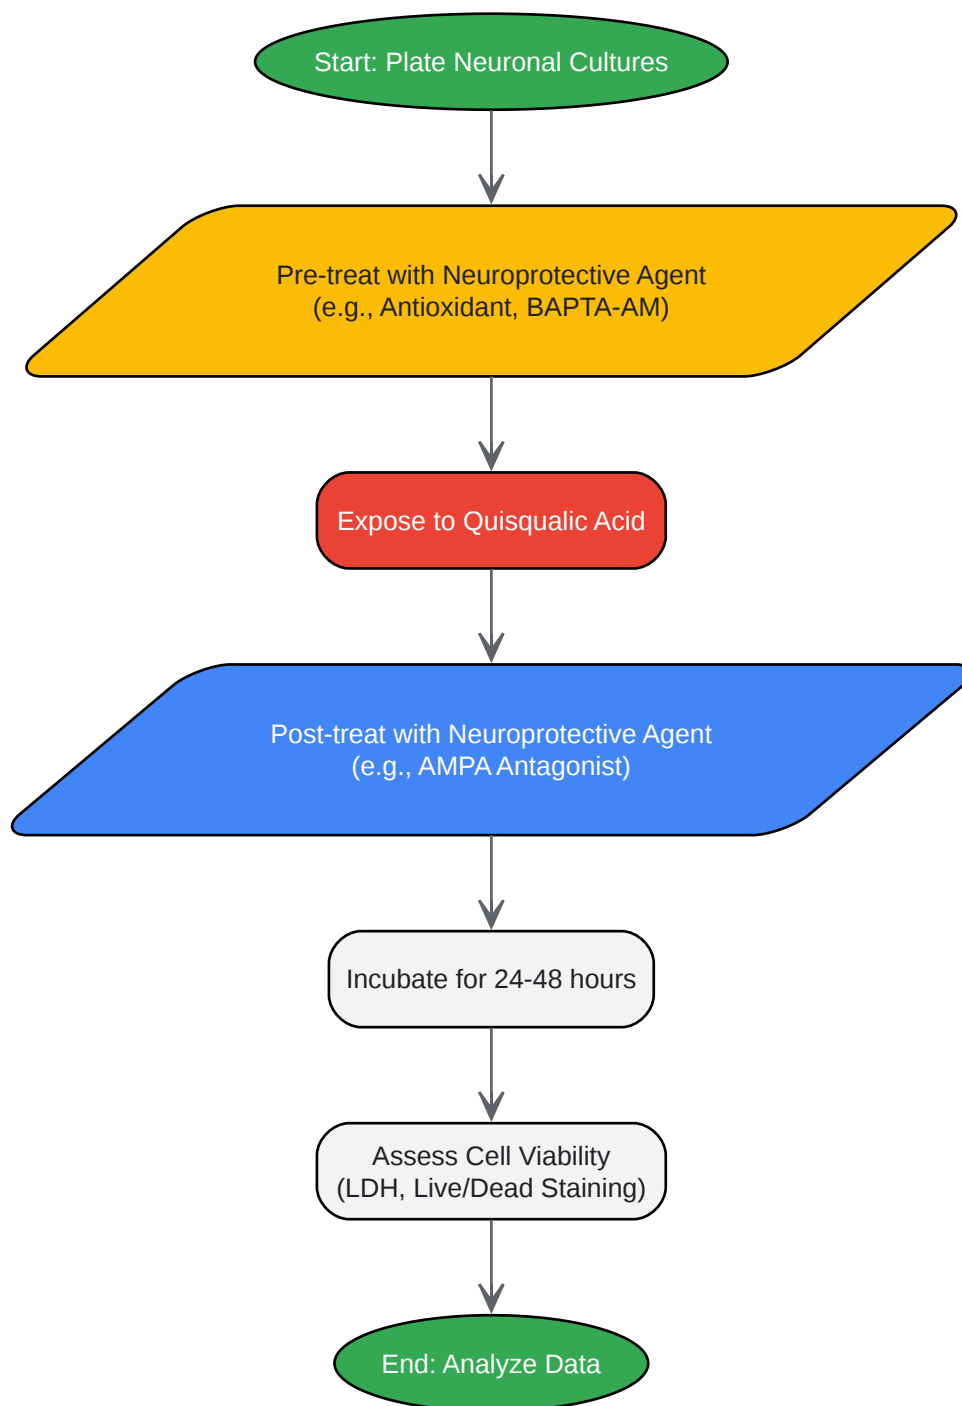 Start: Plate Neuronal Cultures
Pre-treat with Neuroprotective Agent
(e.g., Antioxidant, BAPTA-AM)
Expose to Quisqualic Acid
Post-treat with Neuroprotective Agent
(e.g., AMPA Antagonist)
Incubate for 24-48 hours
Assess Cell Viability
(LDH, Live/Dead Staining)
End: Analyze Data